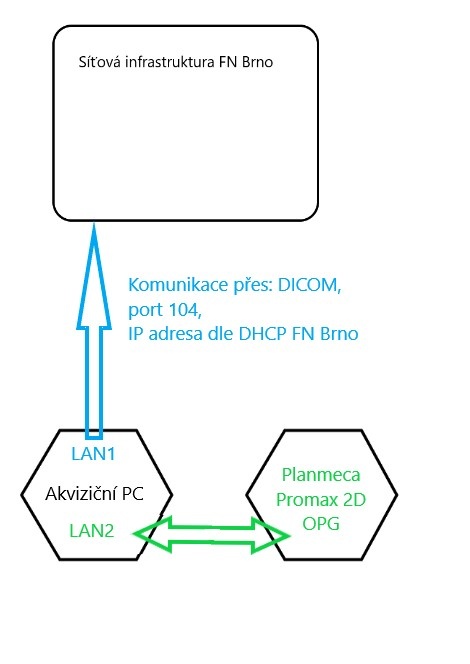 Síťová infrastruktura FN Brno
Komunikace přes: DICOM,
port 104,
IP adresa dle DHCP FN Brno
LAN1
Akviziční PC
LAN2
Planmeca
Promax 2D
OPG